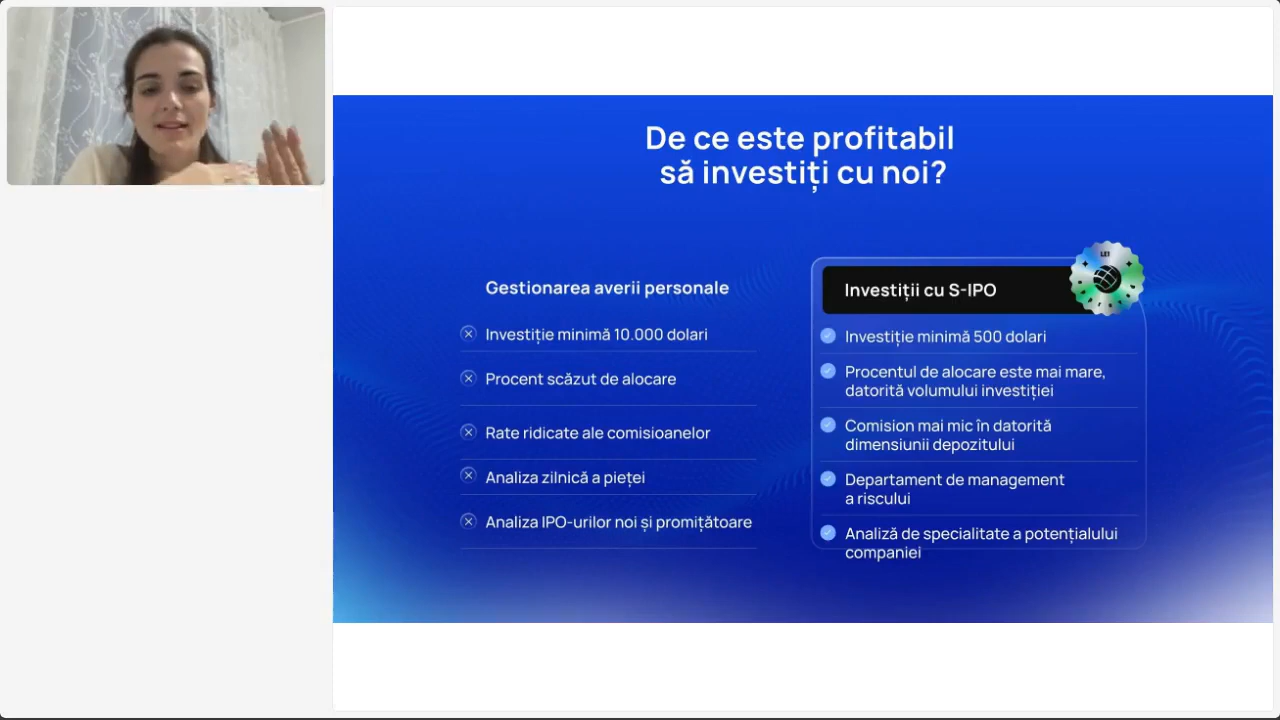 De ce este profitabil
să investiți cu noi?
Gestionarea averii personale
Investiție minimă 10.000 dolari
Procent scăzut de alocare
Rate ridicate ale comisioanelor
Analiza zilnică a pieței
Analiza IPO-urilor noi și promițătoare
LEI
Investiții cu S-IPO
Investiție minimă 500 dolari
Procentul de alocare este mai mare,
datorită volumului investiției
Comision mai mic în datorită
dimensiunii depozitului
Departament de management
a riscului
Analiză de specialitate a potențialului
companiei